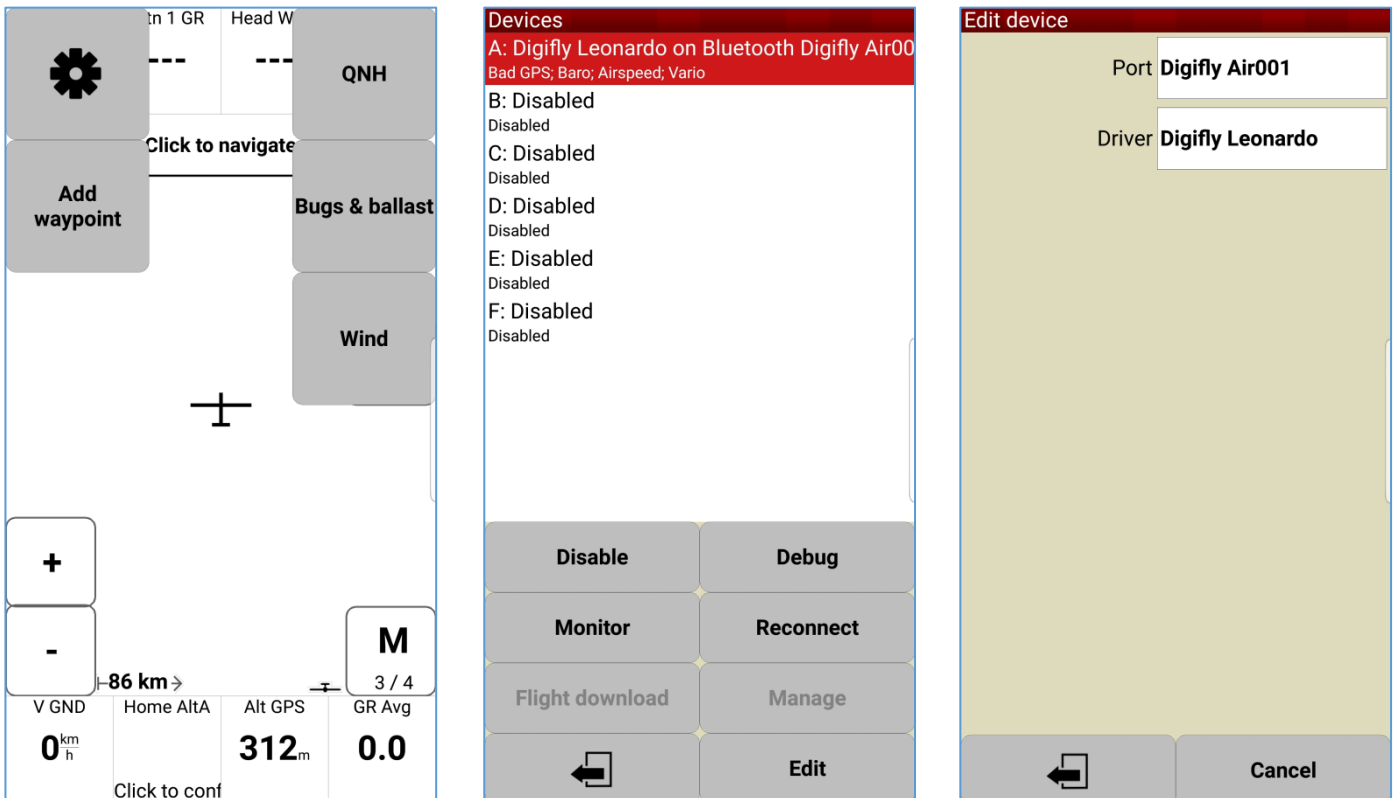 tn 1 GR
Head W
---
---
QNH
Click to navigate
Add
waypoint
Bugs & ballast
Wind
+
-
86 km
M
3 / 4
V GND
Home AltA
Alt GPS
GR Avg
0 km/h
312m
0.0
Click to conf
Devices
A: Digifly Leonardo on Bluetooth Digifly Air00
Bad GPS; Baro; Airspeed; Vario
B: Disabled
Disabled
C: Disabled
Disabled
D: Disabled
Disabled
E: Disabled
Disabled
F: Disabled
Disabled
Disable
Debug
Monitor
Reconnect
Flight download
Manage
Edit
Edit device
Port Digifly Air001
Driver Digifly Leonardo
Cancel